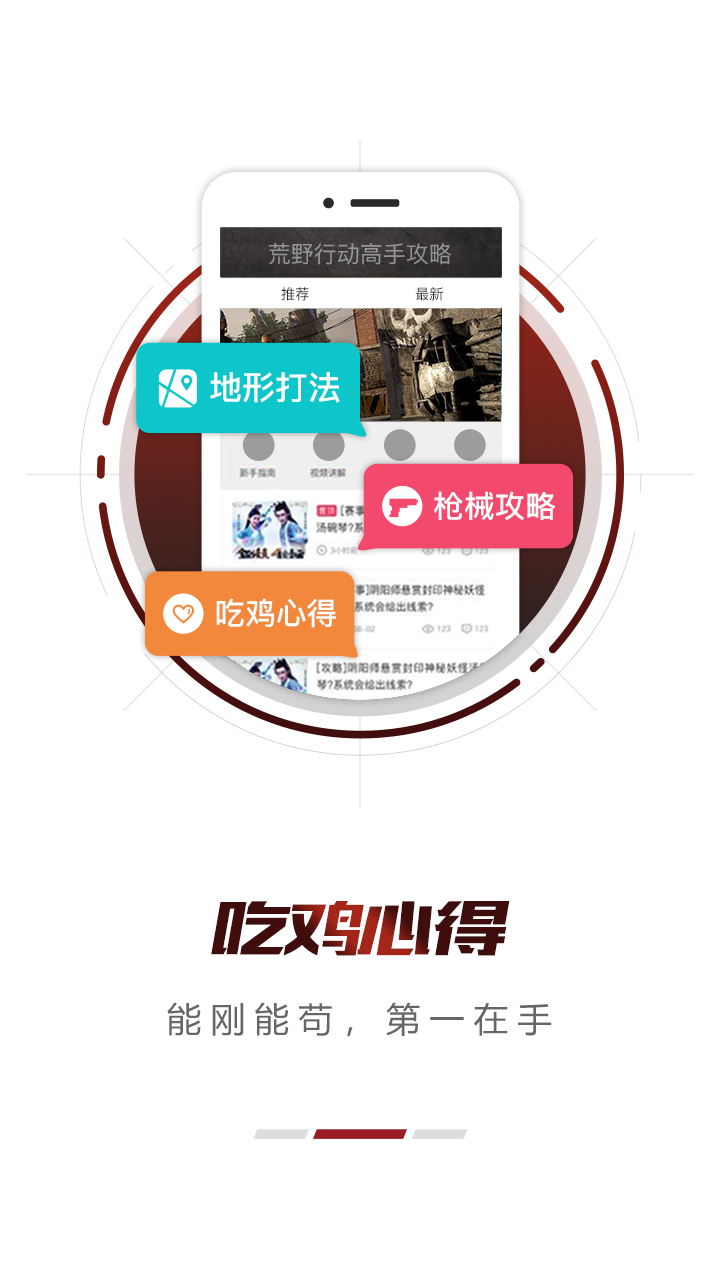 荒野行动高手攻略
推荐 最新
地形打法
新手指南 视频讲解
枪械攻略
置顶 [赛事
汤碗琴?系
3小时前 123 123
吃鸡心得
事]阴阳师悬赏封印神秘妖怪
系统会给出线索?
-02 123 123
[攻略]阴阳师悬赏封印神秘妖怪汤
琴?系统会给出线索?
吃鸡心得
能刚能苟，第一在手